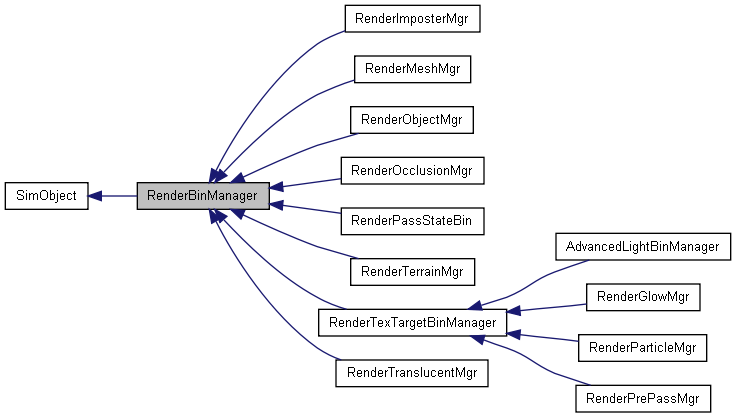 RenderImposterMgr
RenderMeshMgr
RenderObjectMgr
RenderOcclusionMgr
SimObject
RenderBinManager
RenderPassStateBin
AdvancedLightBinManager
RenderTerrainMgr
RenderGlowMgr
RenderTexTargetBinManager
RenderParticleMgr
RenderTranslucentMgr
RenderPrePassMgr